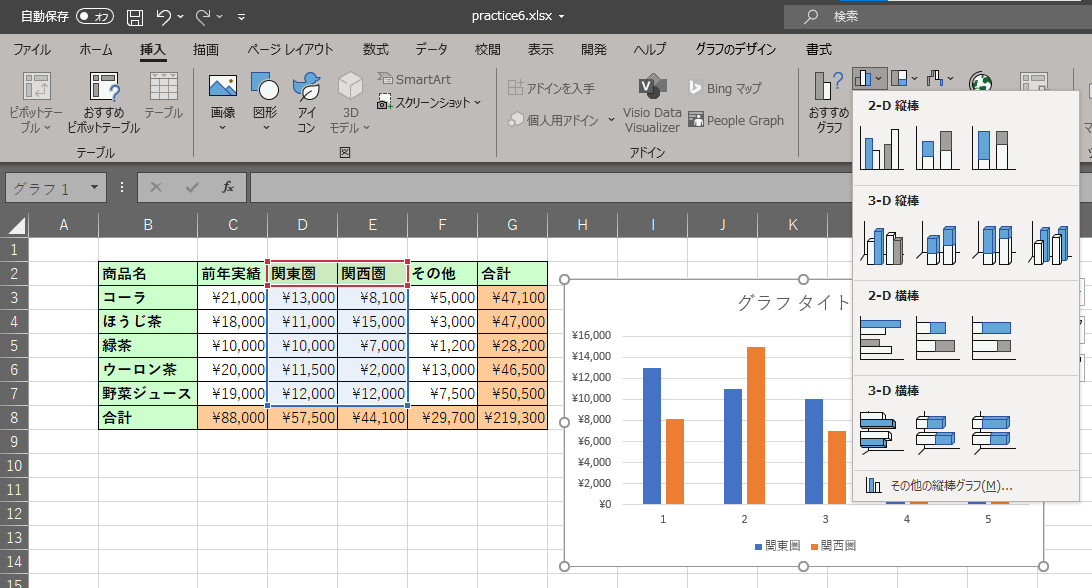 自動保存 オフ practice6.xlsx 検索
ファイル ホーム 挿入 描画 ページ レイアウト 数式 データ 校閲 表示 開発 ヘルプ グラフのデザイン 書式
ピボットテーブル おすすめ ピボットテーブル テーブル 画像 図形 アイコン 3D モデル SmartArt スクリーンショット アドインを入手 個人用アドイン Visio Data Visualizer Bing マップ People Graph おすすめ グラフ
テーブル 図 アドイン
グラフ 1 fx
A B C D E F G H I J K
1
2 商品名 前年実績 関東圏 関西圏 その他 合計
3 コーラ ¥21,000 ¥13,000 ¥8,100 ¥5,000 ¥47,100
4 ほうじ茶 ¥18,000 ¥11,000 ¥15,000 ¥3,000 ¥47,000
5 緑茶 ¥10,000 ¥10,000 ¥7,000 ¥1,200 ¥28,200
6 ウーロン茶 ¥20,000 ¥11,500 ¥2,000 ¥13,000 ¥46,500
7 野菜ジュース ¥19,000 ¥12,000 ¥12,000 ¥7,500 ¥50,500
8 合計 ¥88,000 ¥57,500 ¥44,100 ¥29,700 ¥219,300
9
10
11
12
13
14
15
グラフ タイト
¥16,000
¥14,000
¥12,000
¥10,000
¥8,000
¥6,000
¥4,000
¥2,000
¥0
1 2 3 4 5
関東圏 関西圏
2-D 縦棒
3-D 縦棒
2-D 横棒
3-D 横棒
その他の縦棒グラフ(M)...